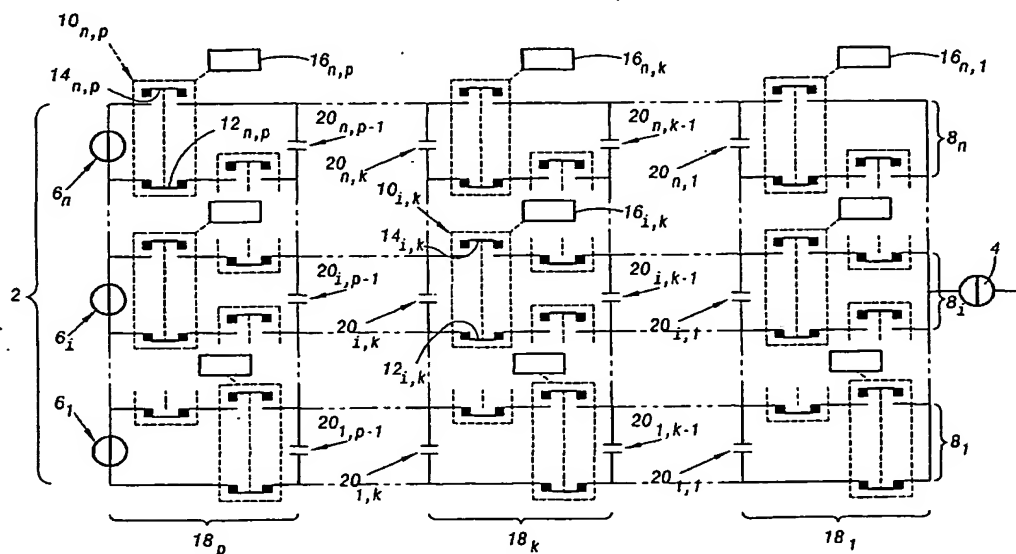 10n,p
16n,p
16n,k
16n,1
14n,p
12n,p
20n,p-1
20n,k
20n,k-1
20n,1
8n
6n
10i,k
16i,k
14i,k
4
2
20i,p-1
20i,k
20i,k-1
20i,1
8i
6i
12i,k
61
201,p-1
201,k
201,k-1
201,1
81
18p
18k
181